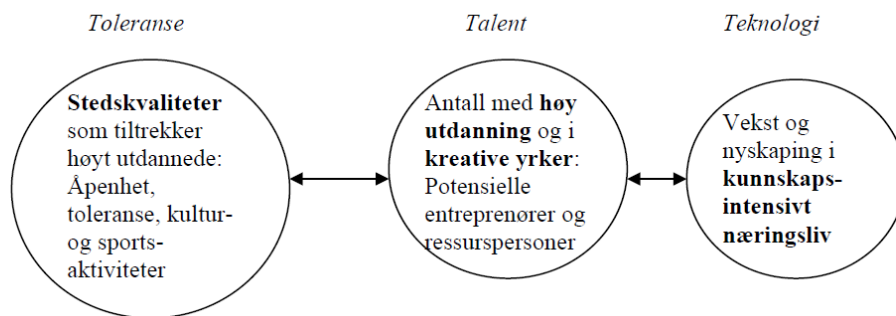 Toleranse
Talent
Teknologi
Stedskvaliteter
som tiltrekker
høyt utdannede:
Åpenhet,
toleranse, kultur-
og sports-
aktiviteter
Antall med høy
utdanning og i
kreative yrker:
Potensielle
entreprenører og
ressurspersoner
Vekst og
nyskaping i
kunnskaps-
intensivt
næringsliv